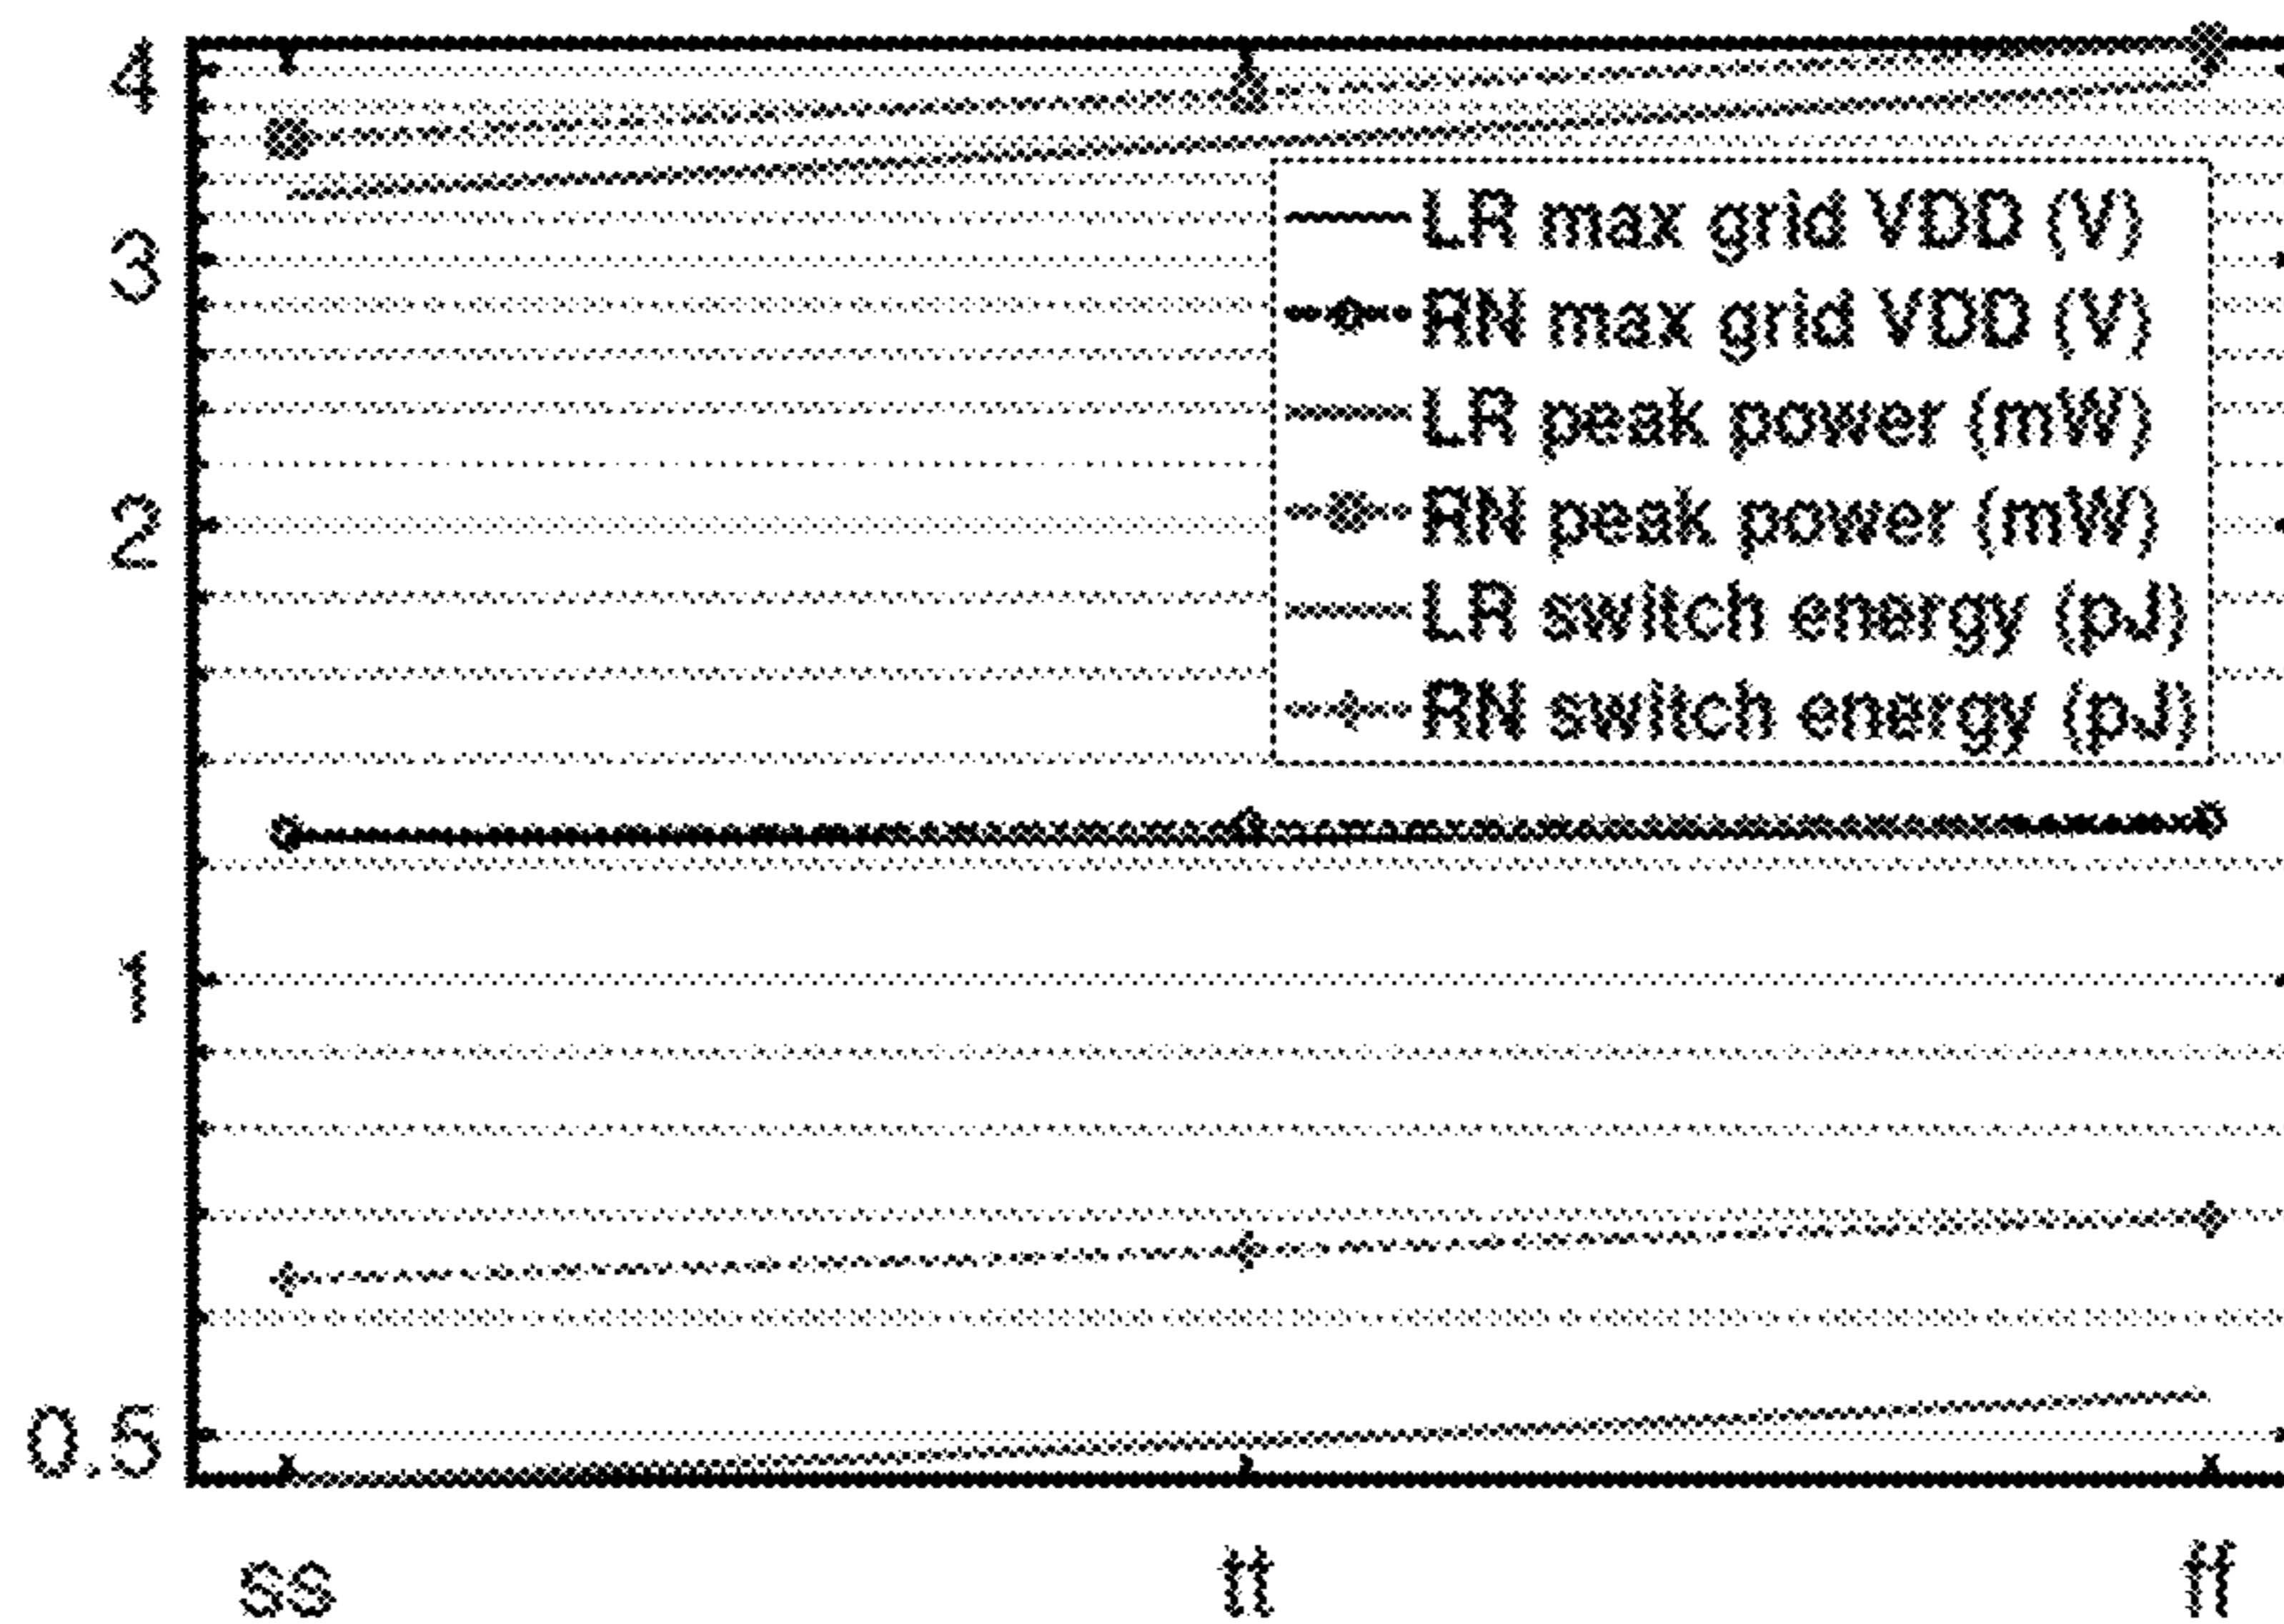 4
3
2
1
0.5
LR max grid VDD (V)
RN max grid VDD (V)
LR peak power (mW)
RN peak power (mW)
LR switch energy (pJ)
RN switch energy (pJ)
ss
tt
ff